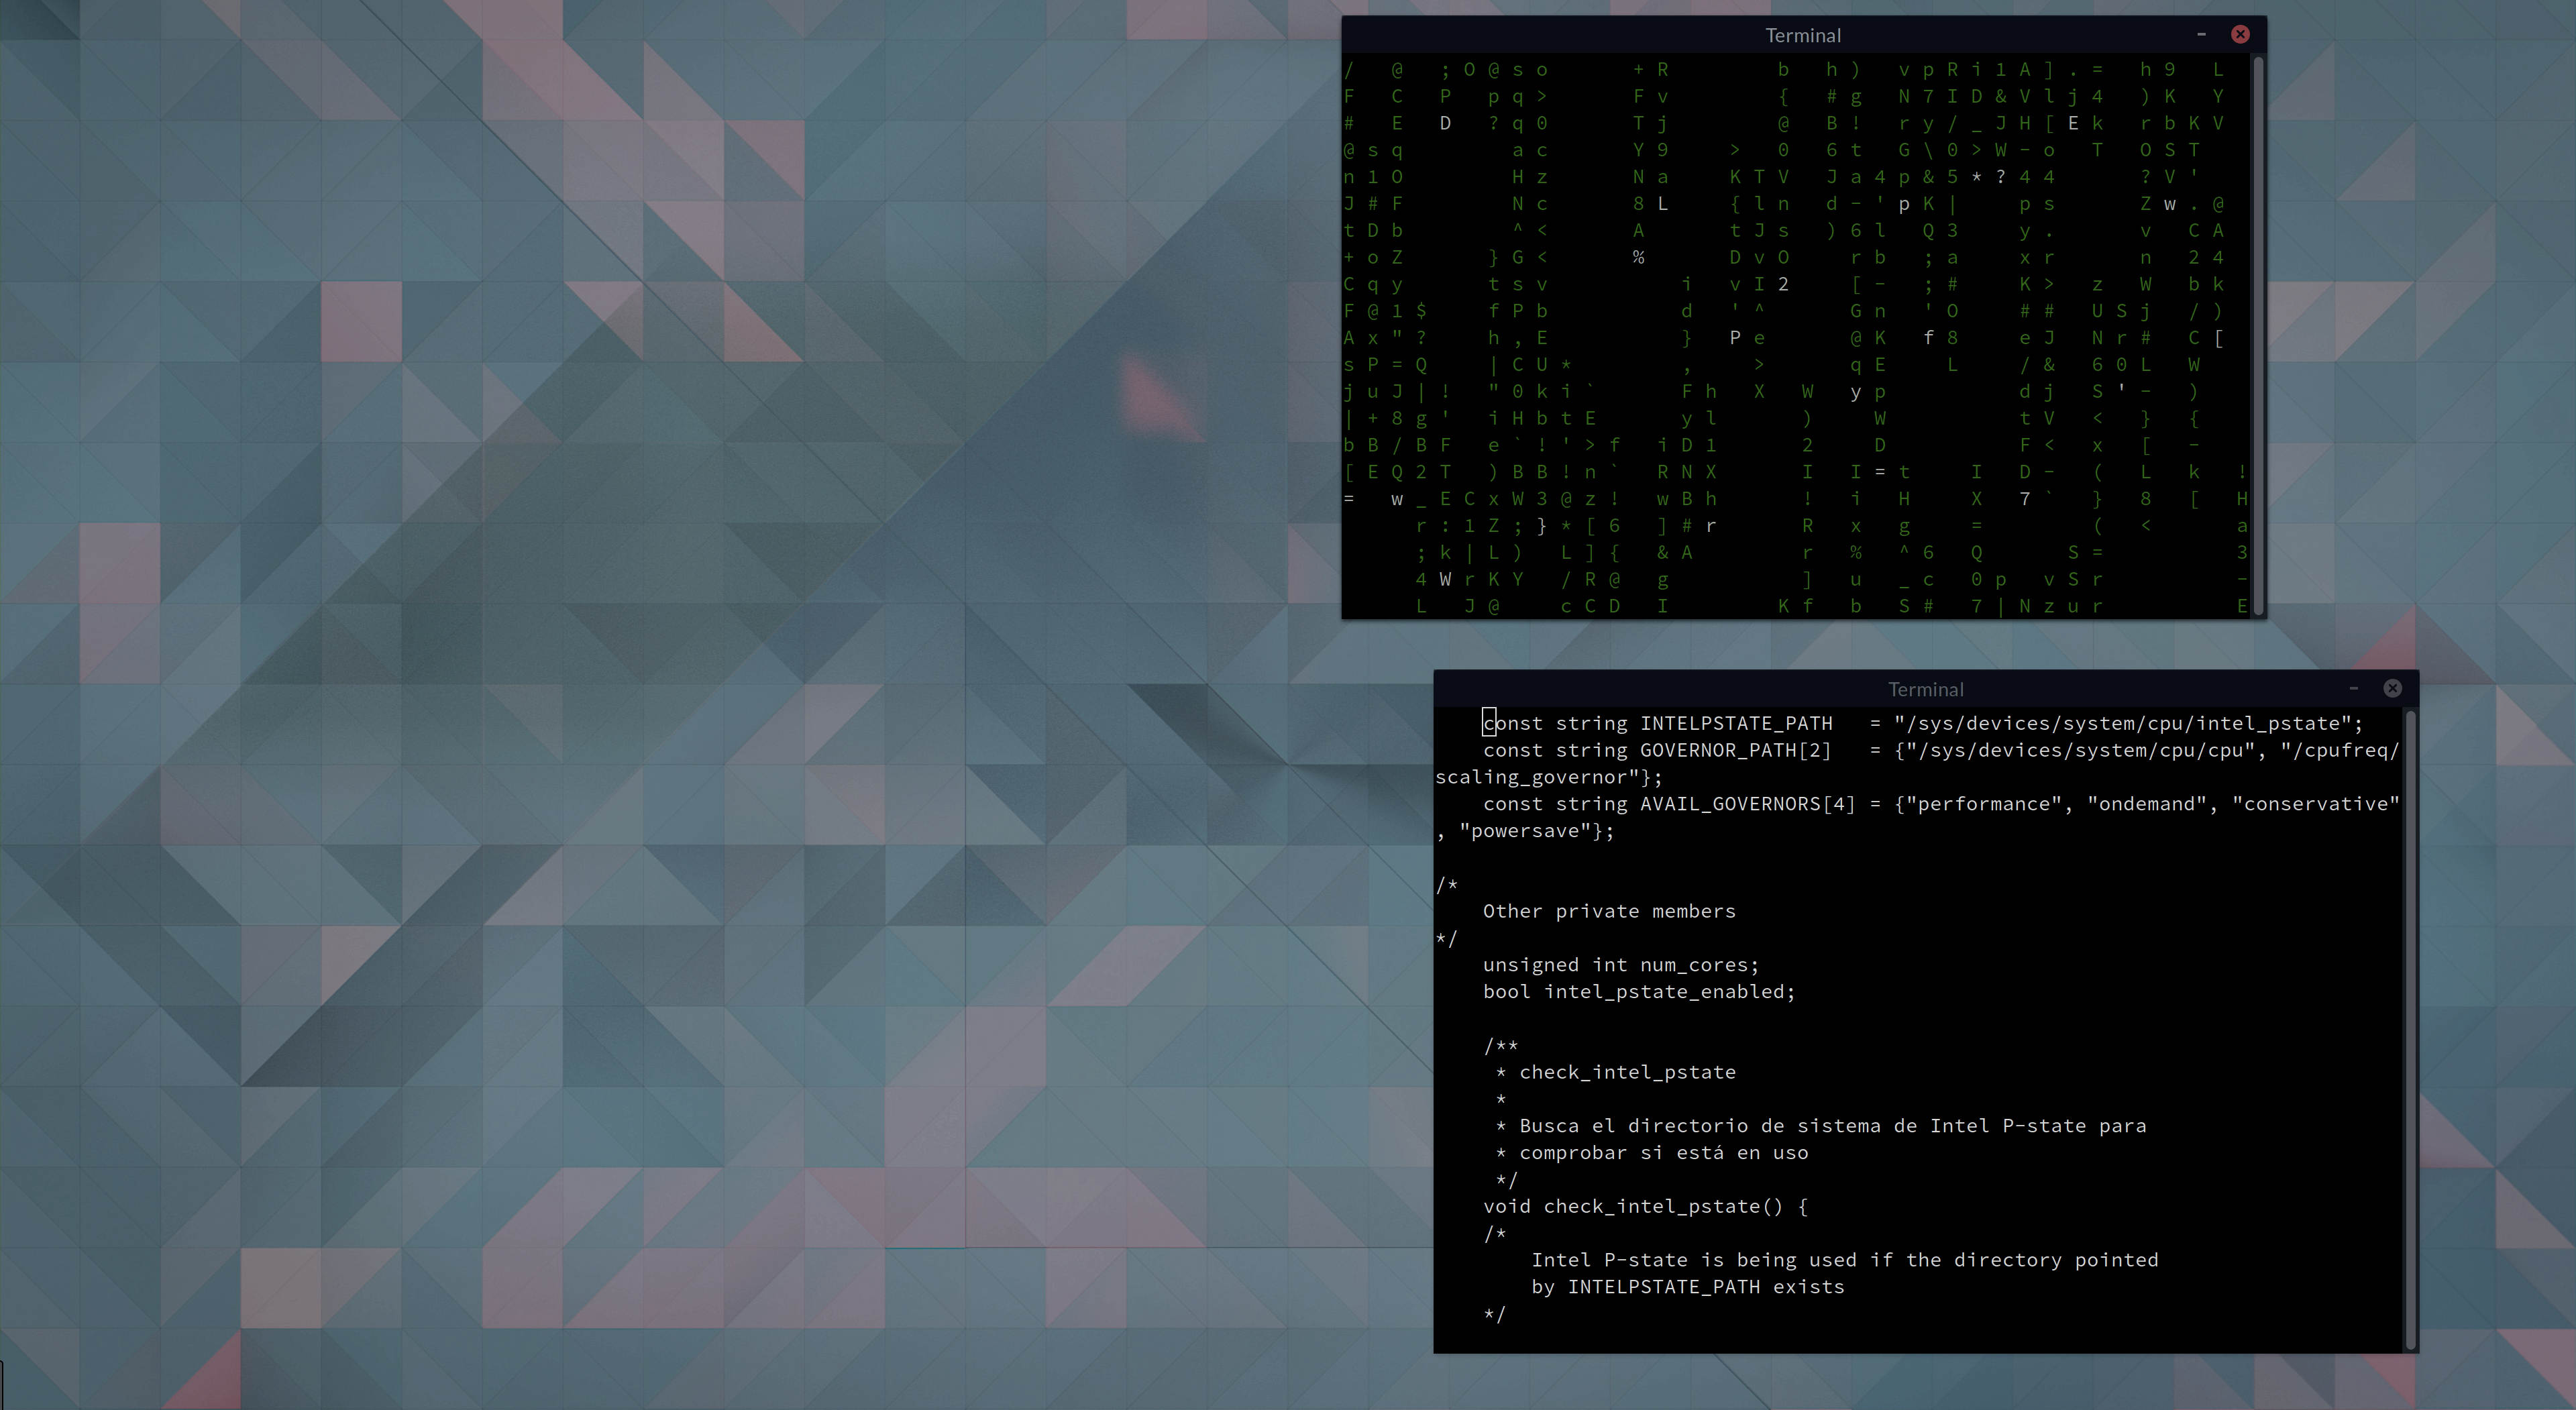 Terminal
/ @ ; O @ s o + R b h ) v p R i 1 A ] . = h 9 L
F C P p q > F v { # g N 7 I D & V l j 4 ) K Y
# E D ? q 0 T j @ B ! r y / _ J H [ E k r b K V
@ s q a c Y 9 > 0 6 t G \ 0 > W - o T O S T
n 1 O H z N a K T V J a 4 p & 5 * ? 4 4 ? V '
J # F N c 8 L { l n d - ' p K | p s Z w . @
t D b ^ < A t J s ) 6 l Q 3 y . v C A
+ o Z } G < % D v O r b ; a x r n 2 4
C q y t s v i v I 2 [ - ; # K > z W b k
F @ 1 $ f P b d ' ^ G n ' O # # U S j / )
A x " ? h , E } P e @ K f 8 e J N r # C [
s P = Q | C U * , > q E L / & 6 0 L W
j u J | ! " 0 k i ` F h X W y p d j S ' - )
| + 8 g ' i H b t E y l ) W t V < } {
b B / B F e ` ! ' > f i D 1 2 D F < x [ -
[ E Q 2 T ) B B ! n ` R N X I I = t I D - ( L k !
= w _ E C x W 3 @ z ! w B h ! i H X 7 ` } 8 [ H
r : 1 Z ; } * [ 6 ] # r R x g = ( < a
; k | L ) L ] { & A r % ^ 6 Q S = 3
4 W r K Y / R @ g ] u _ c 0 p v S r -
L J @ c C D I K f b S # 7 | N z u r E
Terminal
const string INTELPSTATE_PATH = "/sys/devices/system/cpu/intel_pstate";
const string GOVERNOR_PATH[2] = {"/sys/devices/system/cpu/cpu", "/cpufreq/
scaling_governor"};
const string AVAIL_GOVERNORS[4] = {"performance", "ondemand", "conservative"
, "powersave"};
/*
Other private members
*/
unsigned int num_cores;
bool intel_pstate_enabled;
/**
* check_intel_pstate
*
* Busca el directorio de sistema de Intel P-state para
* comprobar si está en uso
*/
void check_intel_pstate() {
/*
Intel P-state is being used if the directory pointed
by INTELPSTATE_PATH exists
*/